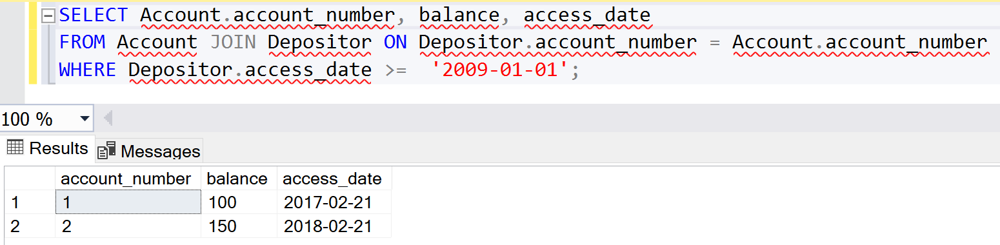 SELECT Account.account_number, balance, access_date
FROM Account JOIN Depositor ON Depositor.account_number = Account.account_number
WHERE Depositor.access_date >=  '2009-01-01';
100 %
Results Messages
account_number balance access_date
1 1 100 2017-02-21
2 2 150 2018-02-21